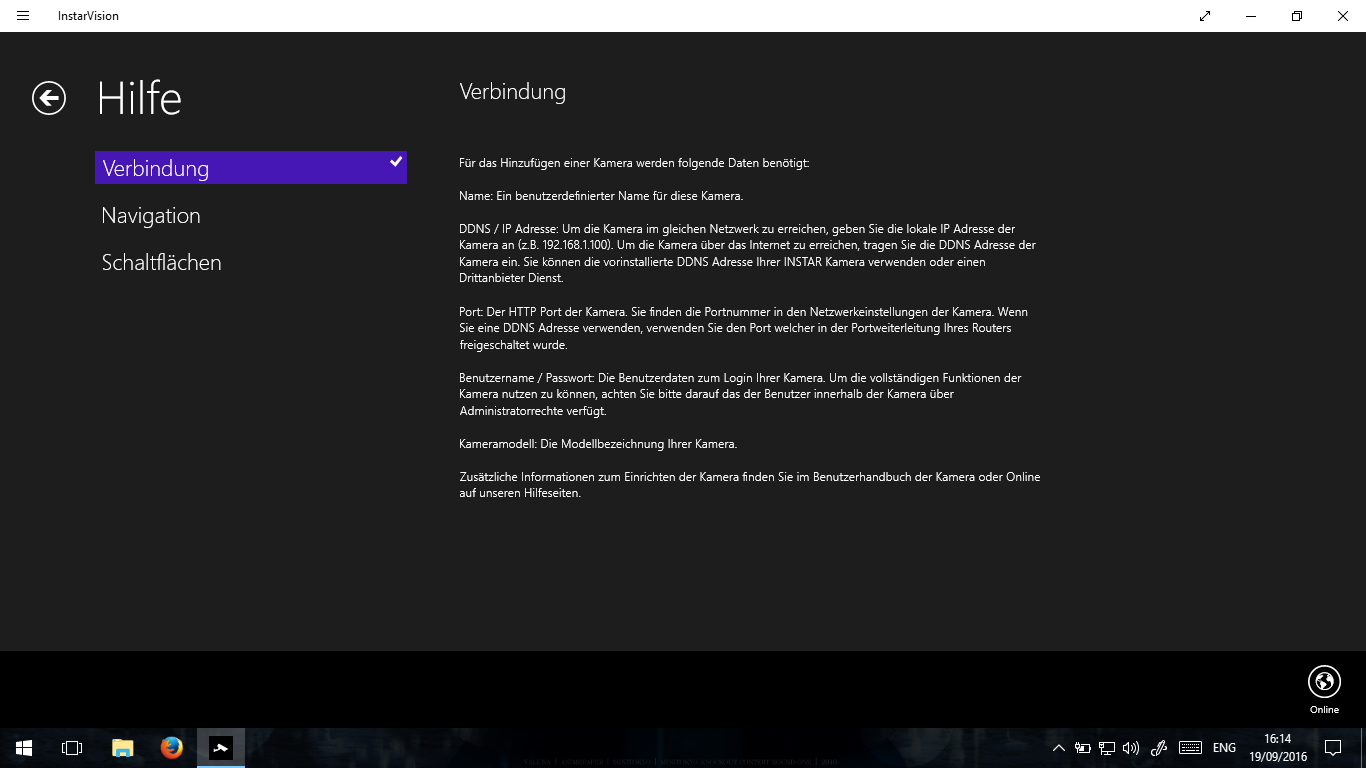 InstarVision
Hilfe
Verbindung
Navigation
Schaltflächen
Verbindung
Für das Hinzufügen einer Kamera werden folgende Daten benötigt:
Name: Ein benutzerdefinierter Name für diese Kamera.
DDNS / IP Adresse: Um die Kamera im gleichen Netzwerk zu erreichen, geben Sie die lokale IP Adresse der
Kamera an (z.B. 192.168.1.100). Um die Kamera über das Internet zu erreichen, tragen Sie die DDNS Adresse der
Kamera ein. Sie können die vorinstallierte DDNS Adresse Ihrer INSTAR Kamera verwenden oder einen
Drittanbieter Dienst.
Port: Der HTTP Port der Kamera. Sie finden die Portnummer in den Netzwerkeinstellungen der Kamera. Wenn
Sie eine DDNS Adresse verwenden, verwenden Sie den Port welcher in der Portweiterleitung Ihres Routers
freigeschaltet wurde.
Benutzername / Passwort: Die Benutzerdaten zum Login Ihrer Kamera. Um die vollständigen Funktionen der
Kamera nutzen zu können, achten Sie bitte darauf das der Benutzer innerhalb der Kamera über
Administratorrechte verfügt.
Kameramodell: Die Modellbezeichnung Ihrer Kamera.
Zusätzliche Informationen zum Einrichten der Kamera finden Sie im Benutzerhandbuch der Kamera oder Online
auf unseren Hilfeseiten.
Online
ENG
16:14
19/09/2016